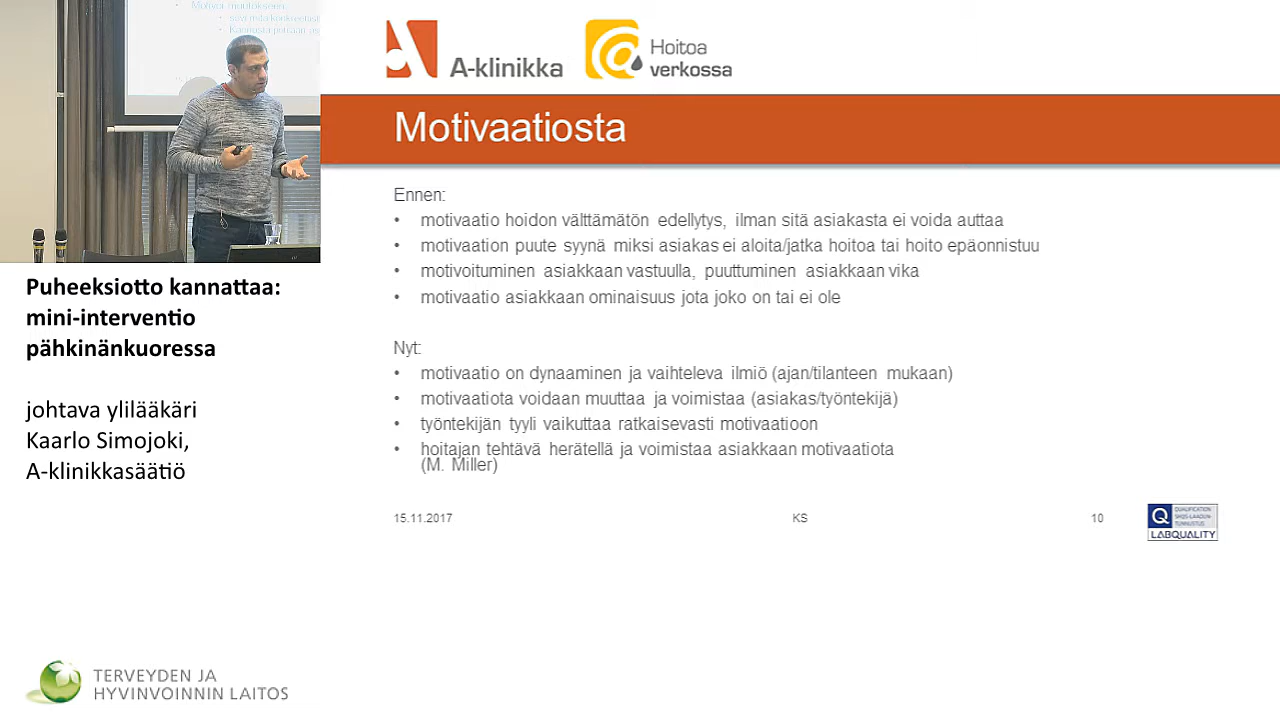 Motivoi muutokseen:
A-klinikka
Hoitoa
verkossa
Motivaatiosta
Ennen:
• motivaatio hoidon välttämätön edellytys, ilman sitä asiakasta ei voida auttaa
• motivaation puute syynä miksi asiakas ei aloita/jatka hoitoa tai hoito epäonnistuu
• motivoituminen asiakkaan vastuulla, puuttuminen asiakkaan vika
• motivaatio asiakkaan ominaisuus jota joko on tai ei ole
Nyt:
• motivaatio on dynaaminen ja vaihteleva ilmiö (ajan/tilanteen mukaan)
• motivaatiota voidaan muuttaa ja voimistaa (asiakas/työntekijä)
• työntekijän tyyli vaikuttaa ratkaisevasti motivaatioon
• hoitajan tehtävä herätellä ja voimistaa asiakkaan motivaatiota
(M. Miller)
15.11.2017 KS 10
Q QUALIFICATION
LABQUALITY
Puheeksiotto kannattaa:
mini-interventio
pähkinänkuoressa
johtava ylilääkäri
Kaarlo Simojoki,
A-klinikkasäätiö
TERVEYDEN JA
HYVINVOINNIN LAITOS